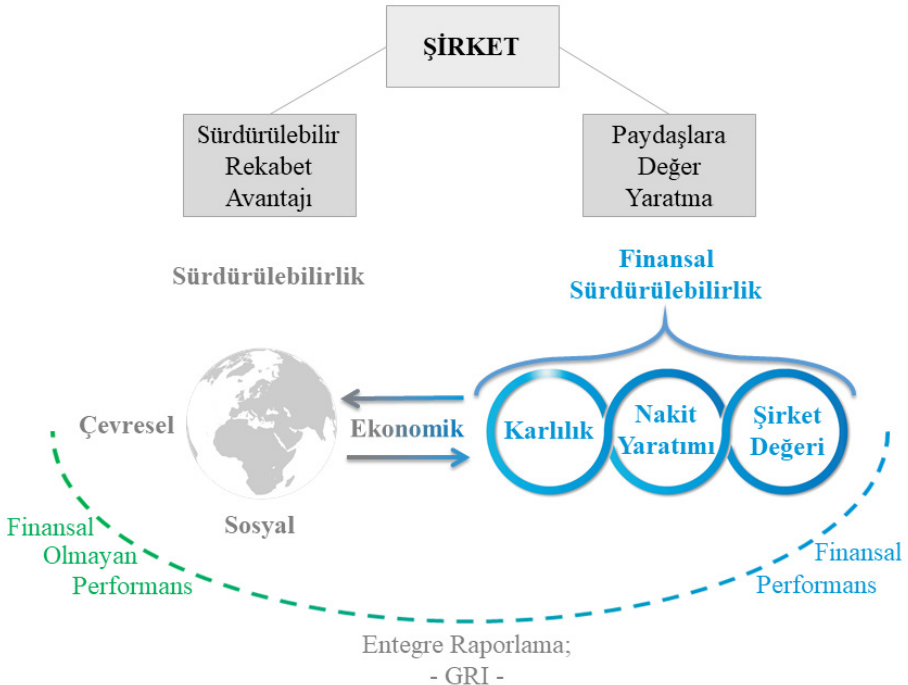 ŞİRKET
Sürdürülebilir
Rekabet
Avantajı
Paydaşlara
Değer
Yaratma
Sürdürülebilirlik
Finansal
Sürdürülebilirlik
Çevresel
Ekonomik
Sosyal
Karlılık
Nakit
Yaratımı
Şirket
Değeri
Finansal
Olmayan
Performans
Finansal
Performans
Entegre Raporlama;
- GRI -